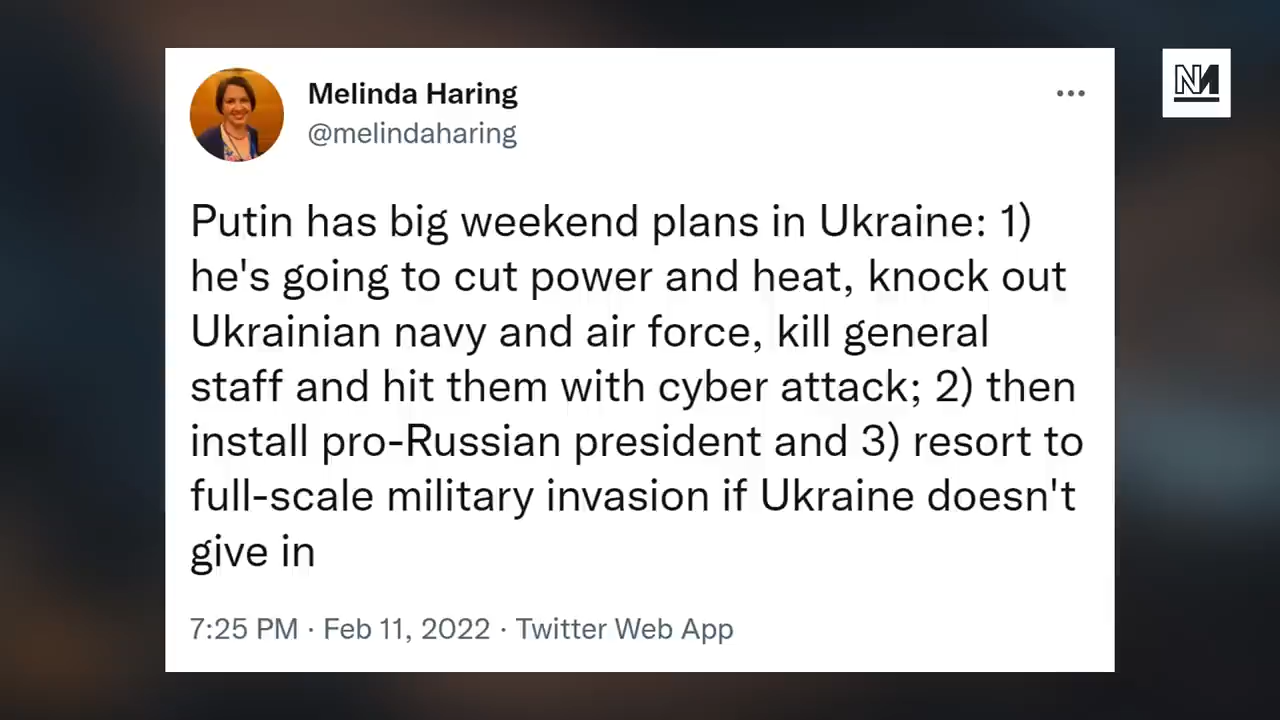 Melinda Haring
@melindaharing
Putin has big weekend plans in Ukraine: 1)
he's going to cut power and heat, knock out
Ukrainian navy and air force, kill general
staff and hit them with cyber attack; 2) then
install pro-Russian president and 3) resort to
full-scale military invasion if Ukraine doesn't
give in
7:25 PM · Feb 11, 2022 · Twitter Web App
NM